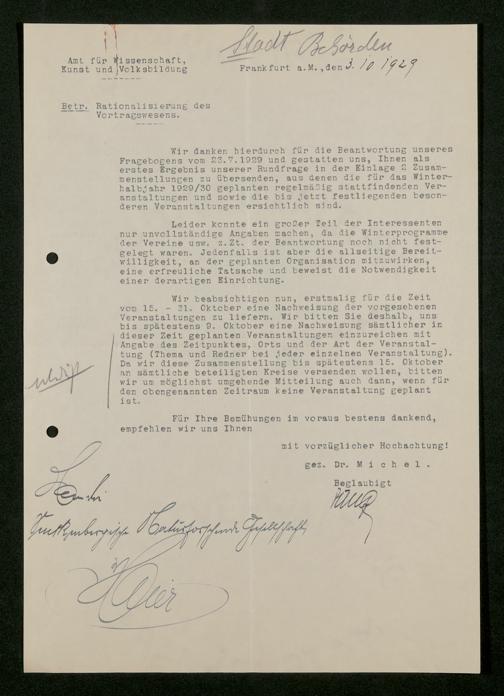 Stadt Behörden
Amt für Wissenschaft,
Kunst und Volksbildung
Frankfurt a.M.,den 3.10.1929
Betr. Rationalisierung des
Vortragswesens.
Wir danken hierdurch für die Beantwortung unseres
Fragebogens vom 23.7.1929 und gestatten uns, Ihnen als
erstes Ergebnis unserer Rundfrage in der Einlage 2 Zusam-
menstellungen zu übersenden, aus denen die für das Winter-
halbjahr 1929/30 geplanten regelmäßig stattfindenden Ver-
anstaltungen und sowie die bis jetzt festliegenden beson-
deren Veranstaltungen ersichtlich sind.
Leider konnte ein großer Teil der Interessenten
nur unvollständige Angaben machen, da die Winterprogramme
der Vereine usw. z.Zt. der Beantwortung noch nicht fest-
gelegt waren. Jedenfalls ist aber die allseitige Bereit-
willigkeit, an der geplanten Organisation mitzuwirken,
eine erfreuliche Tatsache und beweist die Notwendigkeit
einer derartigen Einrichtung.
Wir beabsichtigen nun, erstmalig für die Zeit
vom 15. - 31. Oktober eine Nachweisung der vorgesehenen
Veranstaltungen zu liefern. Wir bitten Sie deshalb, uns
bis spätestens 9. Oktober eine Nachweisung sämtlicher in
dieser Zeit geplanten Veranstaltungen einzureichen mit
Angabe des Zeitpunktes, Orts und der Art der Veranstal-
tung (Thema und Redner bei jeder einzelnen Veranstaltung).
Da wir diese Zusammenstellung bis spätestens 15. Oktober
an sämtliche beteiligten Kreise versenden wollen, bitten
wir um möglichst umgehende Mitteilung auch dann, wenn für
den obengenannten Zeitraum keine Veranstaltung geplant
ist.
Für Ihre Bemühungen im voraus bestens dankend,
empfehlen wir uns Ihnen
mit vorzüglicher Hochachtung!
gez. Dr. Michel.
Beglaubigt
Senckenbergische Naturforschende Gesellschaft
Hier